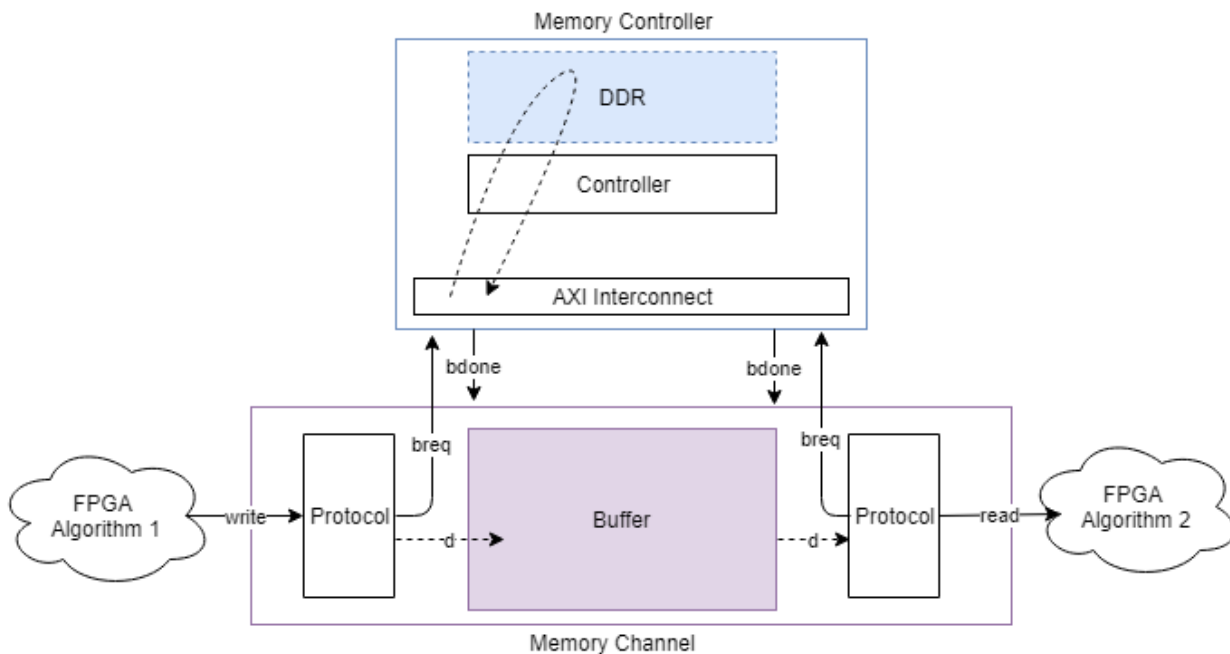 Memory Controller
DDR
Controller
AXI Interconnect
bdone
bdone
breq
breq
FPGA
Algorithm 1
write
Protocol
d
Buffer
d
Protocol
read
FPGA
Algorithm 2
Memory Channel